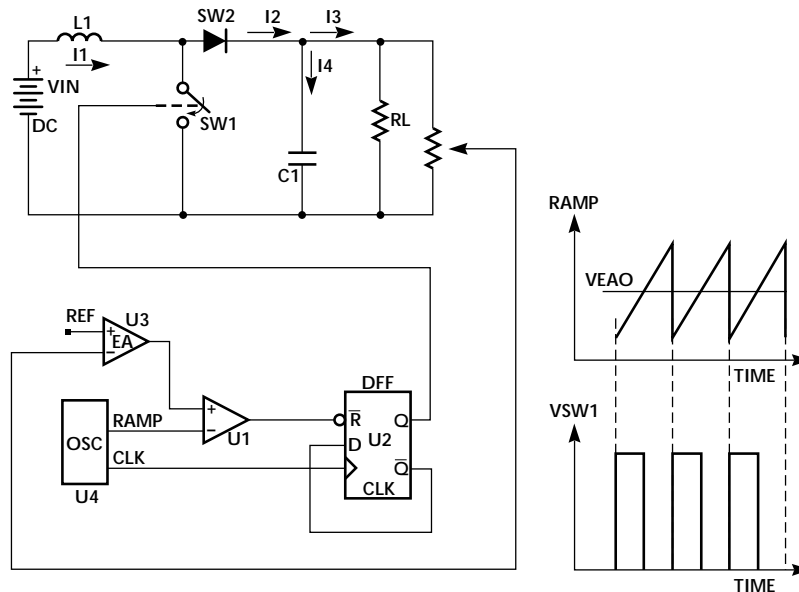 L1
SW2
I2
I3
I1
I4
+
VIN
DC
SW1
RL
C1
REF
U3
+
EA
−
RAMP
VEAO
TIME
DFF
OSC
RAMP
CLK
U4
+
−
U1
R̅
Q
D
U2
Q̅
CLK
VSW1
TIME